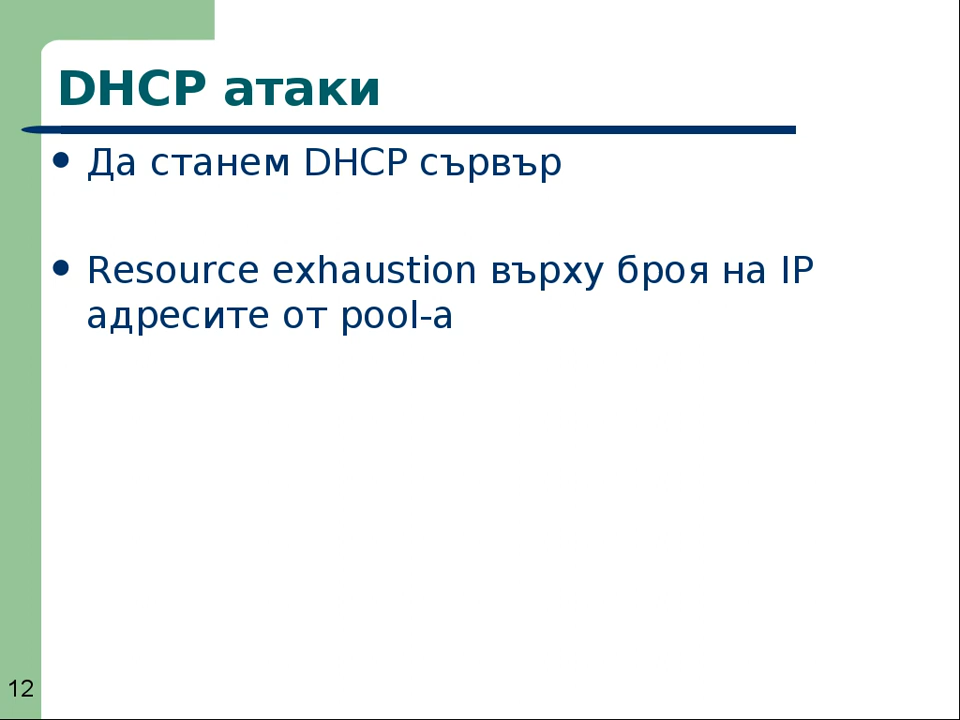 DHCP атаки
Да станем DHCP сървър
Resource exhaustion върху броя на IP
адресите от pool-а
12